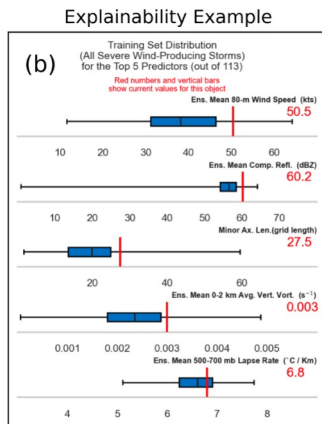 Explainability Example
Training Set Distribution
(All Severe Wind-Producing Storms)
for the Top 5 Predictors (out of 113)
(b)
Red numbers and vertical bars
show current values for this object
Ens. Mean 80-m Wind Speed (kts)
50.5
10 20 30 40 50 60
Ens. Mean Comp. Refl. (dBZ)
60.2
10 20 30 40 50 60 70
Minor Ax. Len.(grid length)
27.5
20 40 60
Ens. Mean 0-2 km Avg. Vert. Vort. (s⁻¹)
0.003
0.001 0.002 0.003 0.004 0.005
Ens. Mean 500-700 mb Lapse Rate (°C / Km)
6.8
4 5 6 7 8